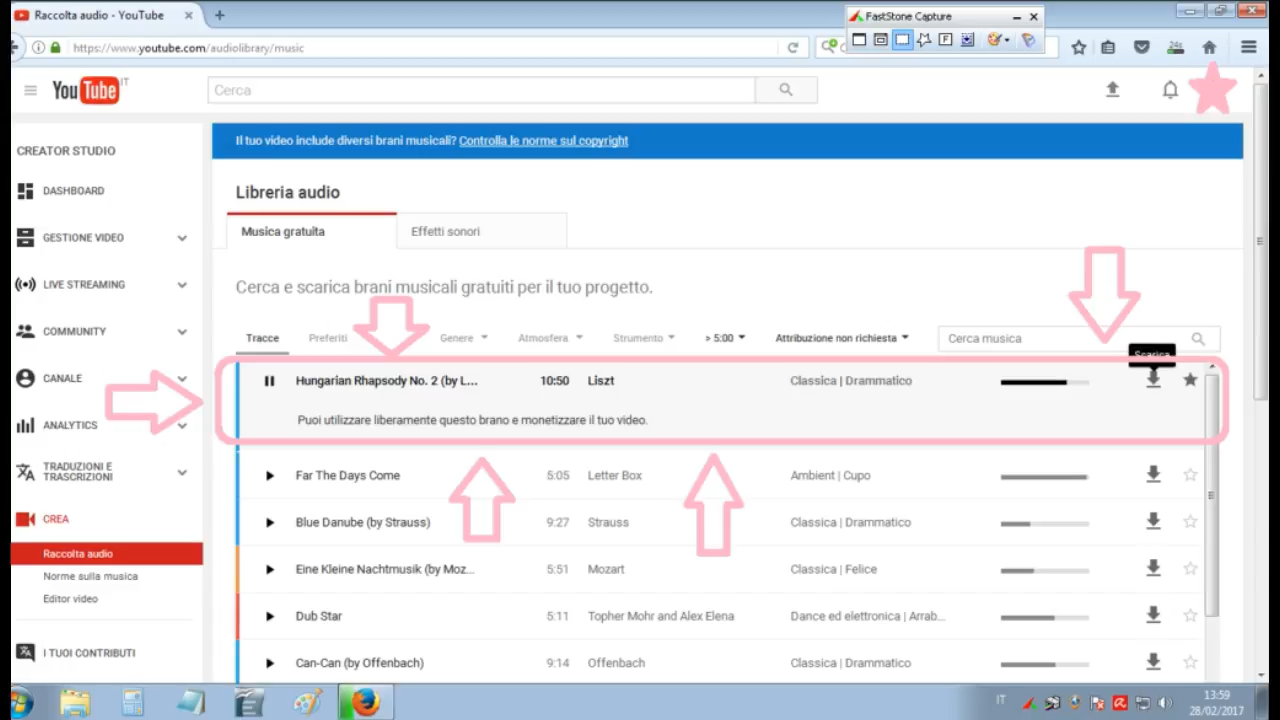 Raccolta audio - YouTube
FastStone Capture
https://www.youtube.com/audiolibrary/music
YouTube IT
Cerca
CREATOR STUDIO
DASHBOARD
GESTIONE VIDEO
LIVE STREAMING
COMMUNITY
CANALE
ANALYTICS
TRADUZIONI E
TRASCRIZIONI
CREA
Raccolta audio
Norme sulla musica
Editor video
I TUOI CONTRIBUTI
Il tuo video include diversi brani musicali? Controlla le norme sul copyright
Libreria audio
Musica gratuita Effetti sonori
Cerca e scarica brani musicali gratuiti per il tuo progetto.
Tracce Preferiti Genere Atmosfera Strumento > 5:00 Attribuzione non richiesta Cerca musica
Scarica
Hungarian Rhapsody No. 2 (by L... 10:50 Liszt Classica | Drammatico
Puoi utilizzare liberamente questo brano e monetizzare il tuo video.
Far The Days Come 5:05 Letter Box Ambient | Cupo
Blue Danube (by Strauss) 9:27 Strauss Classica | Drammatico
Eine Kleine Nachtmusik (by Moz... 5:51 Mozart Classica | Felice
Dub Star 5:11 Topher Mohr and Alex Elena Dance ed elettronica | Arrab...
Can-Can (by Offenbach) 9:14 Offenbach Classica | Drammatico
IT
13:59
28/02/2017